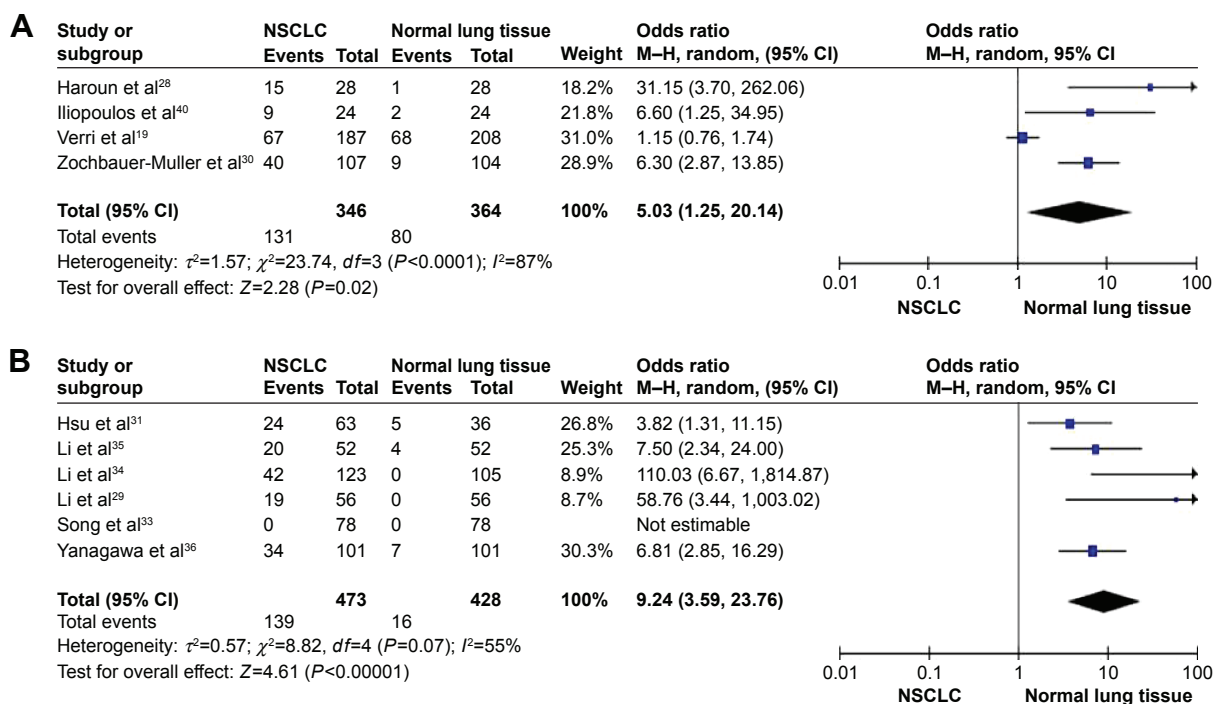 A
Study or subgroup NSCLC Events Total Normal lung tissue Events Total Weight Odds ratio M–H, random, (95% CI) Odds ratio M–H, random, 95% CI
Haroun et al²⁸ 15 28 1 28 18.2% 31.15 (3.70, 262.06)
Iliopoulos et al⁴⁰ 9 24 2 24 21.8% 6.60 (1.25, 34.95)
Verri et al¹⁹ 67 187 68 208 31.0% 1.15 (0.76, 1.74)
Zochbauer-Muller et al³⁰ 40 107 9 104 28.9% 6.30 (2.87, 13.85)
Total (95% CI) 346 364 100% 5.03 (1.25, 20.14)
Total events 131 80
Heterogeneity: τ²=1.57; χ²=23.74, df=3 (P<0.0001); I²=87%
Test for overall effect: Z=2.28 (P=0.02)
0.01 0.1 1 10 100
NSCLC Normal lung tissue
B
Study or subgroup NSCLC Events Total Normal lung tissue Events Total Weight Odds ratio M–H, random, (95% CI) Odds ratio M–H, random, 95% CI
Hsu et al³¹ 24 63 5 36 26.8% 3.82 (1.31, 11.15)
Li et al³⁵ 20 52 4 52 25.3% 7.50 (2.34, 24.00)
Li et al³⁴ 42 123 0 105 8.9% 110.03 (6.67, 1,814.87)
Li et al²⁹ 19 56 0 56 8.7% 58.76 (3.44, 1,003.02)
Song et al³³ 0 78 0 78 Not estimable
Yanagawa et al³⁶ 34 101 7 101 30.3% 6.81 (2.85, 16.29)
Total (95% CI) 473 428 100% 9.24 (3.59, 23.76)
Total events 139 16
Heterogeneity: τ²=0.57; χ²=8.82, df=4 (P=0.07); I²=55%
Test for overall effect: Z=4.61 (P<0.00001)
0.01 0.1 1 10 100
NSCLC Normal lung tissue